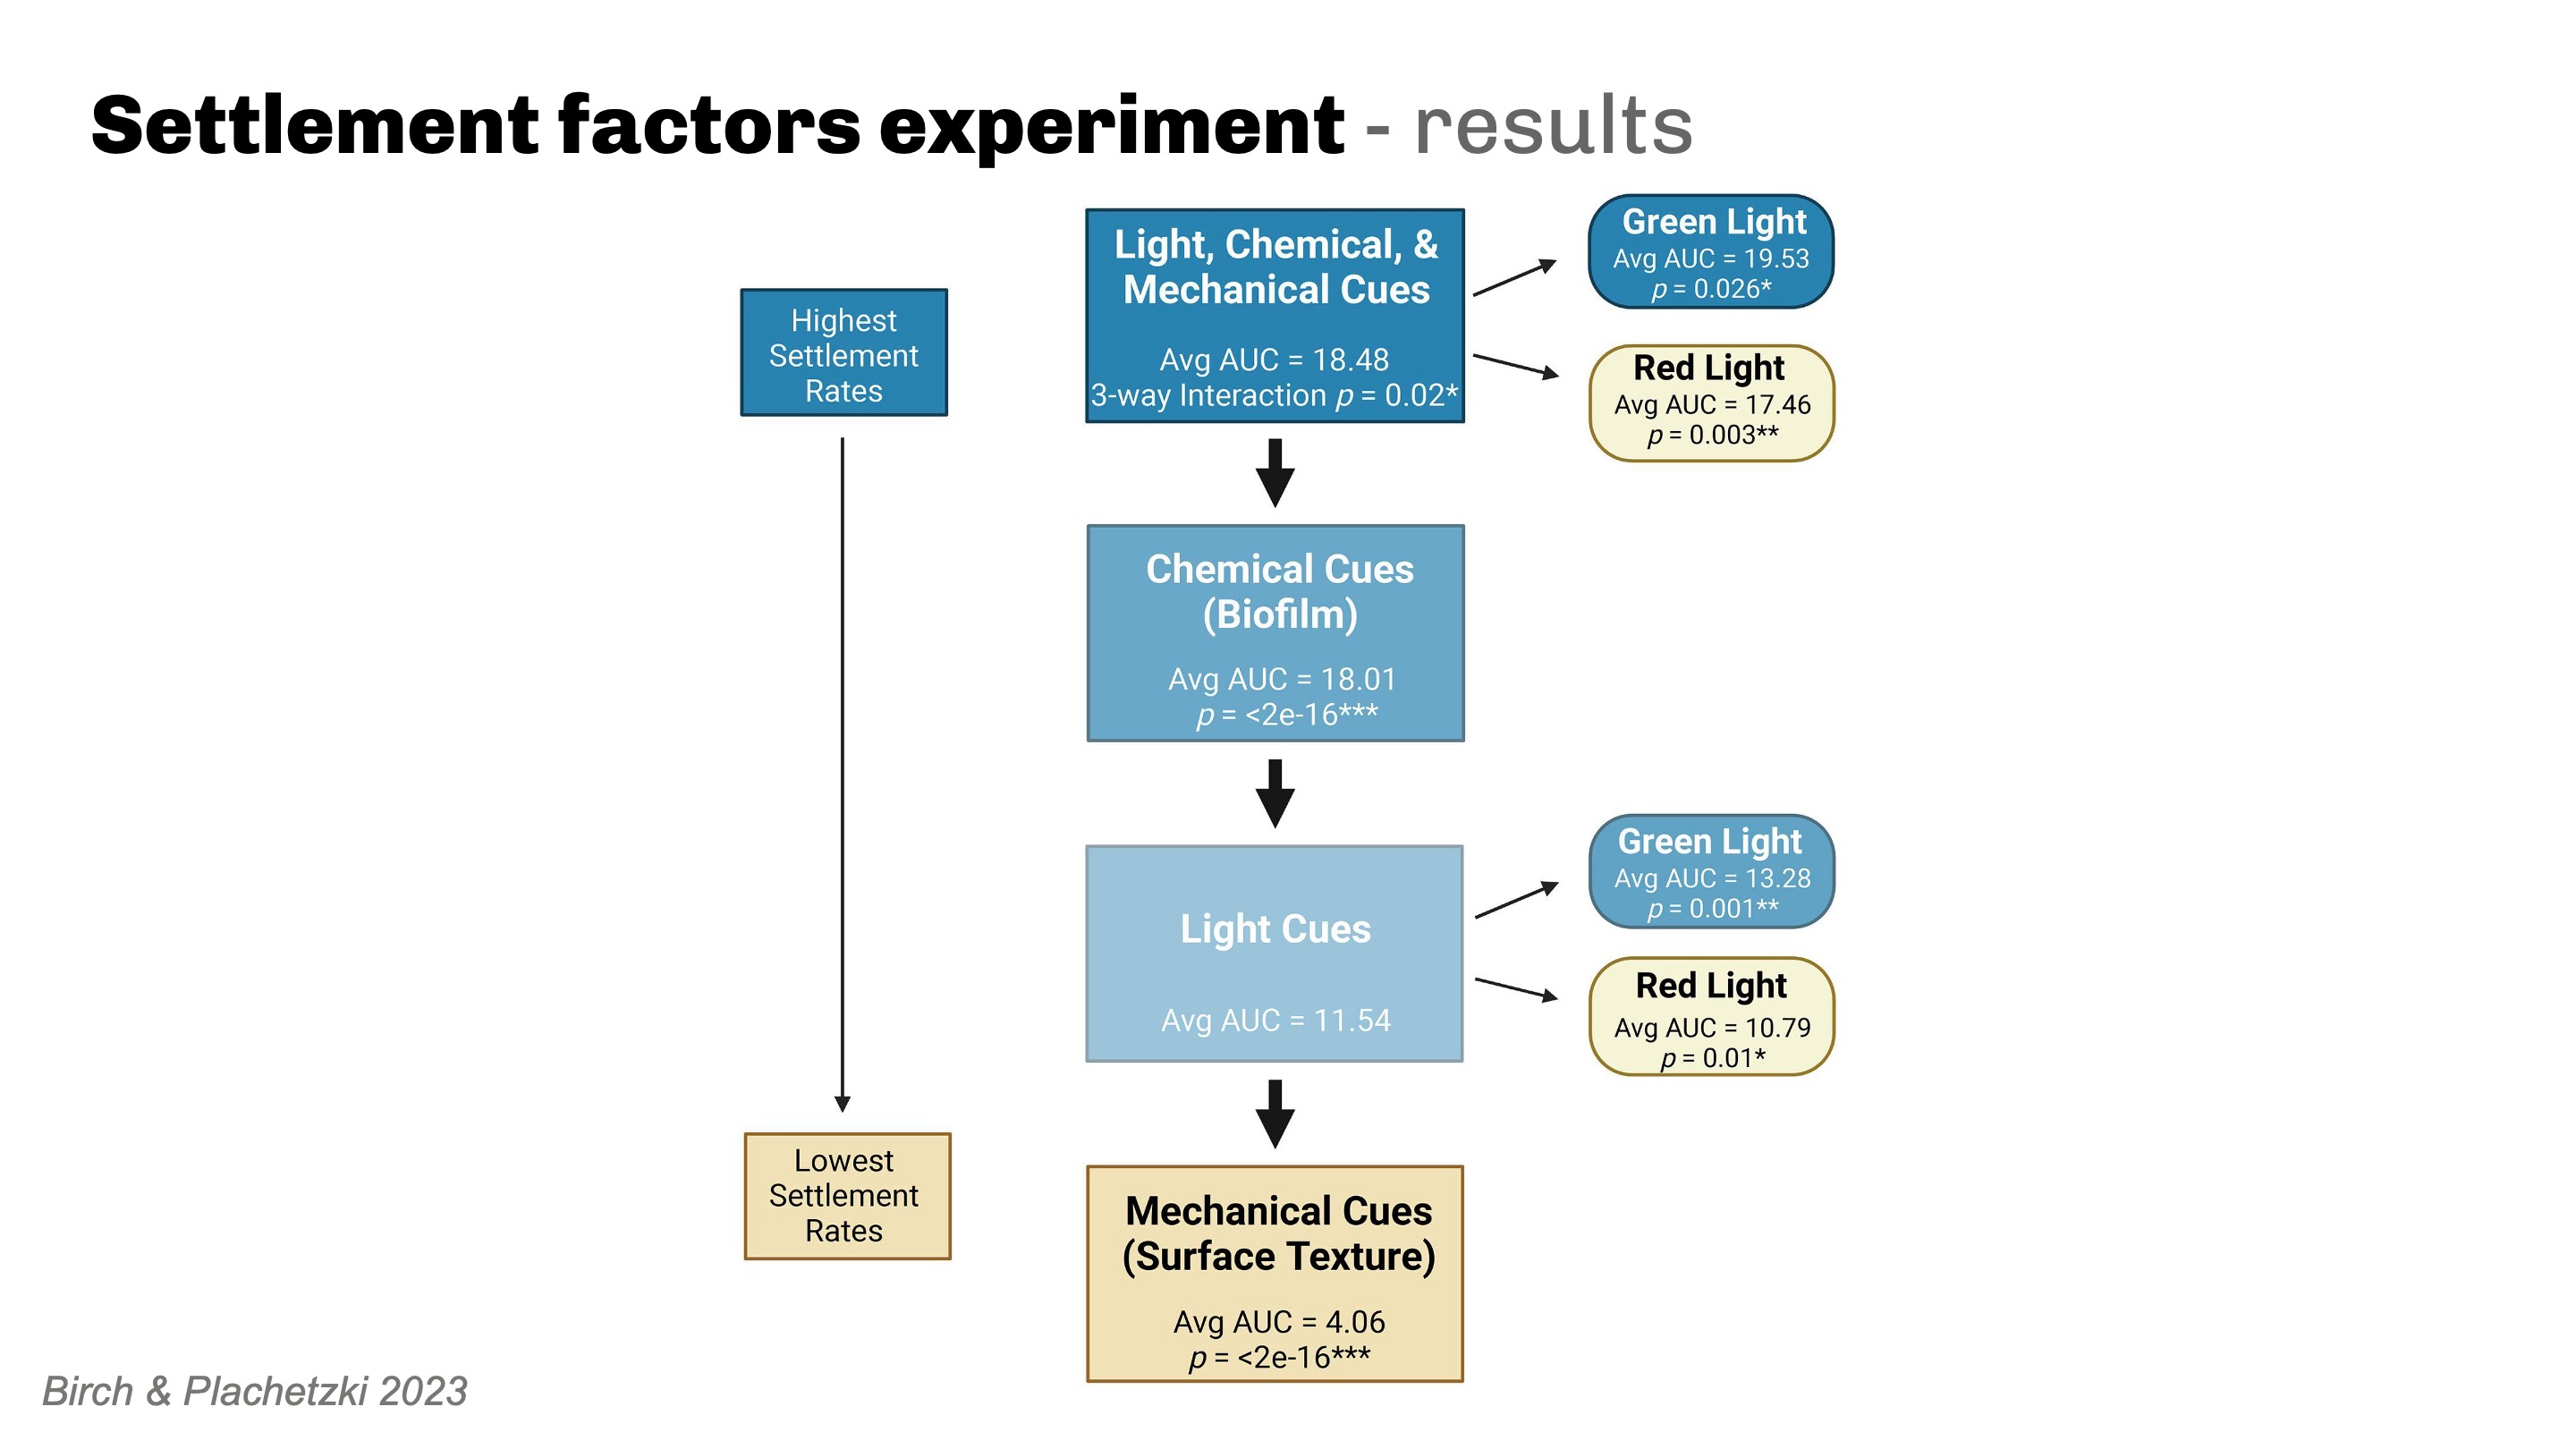 Settlement factors experiment - results
Highest
Settlement
Rates
Lowest
Settlement
Rates
Light, Chemical, &
Mechanical Cues
Avg AUC = 18.48
3-way Interaction p = 0.02*
Green Light
Avg AUC = 19.53
p = 0.026*
Red Light
Avg AUC = 17.46
p = 0.003**
Chemical Cues
(Biofilm)
Avg AUC = 18.01
p = <2e-16***
Light Cues
Avg AUC = 11.54
Green Light
Avg AUC = 13.28
p = 0.001**
Red Light
Avg AUC = 10.79
p = 0.01*
Mechanical Cues
(Surface Texture)
Avg AUC = 4.06
p = <2e-16***
Birch & Plachetzki 2023